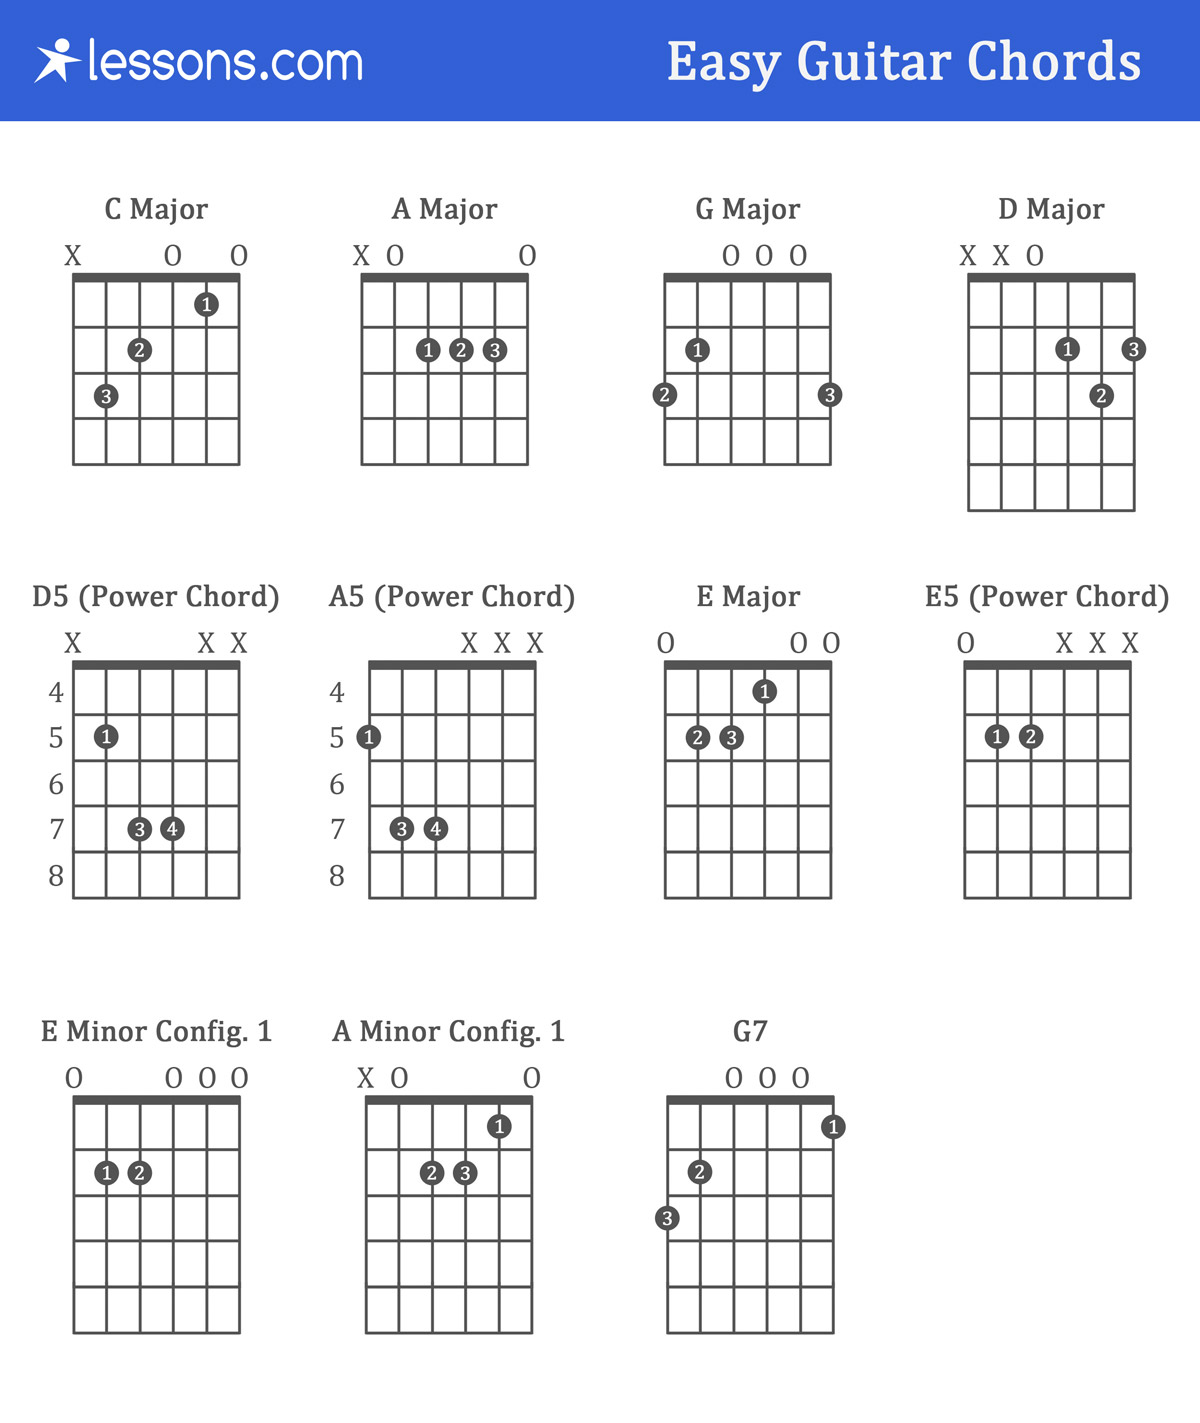 lessons.com
Easy Guitar Chords
C Major
A Major
G Major
D Major
X O O
X O O
O O O
X X O
1
2
3
1 2 3
1
2 3
1 3
2
D5 (Power Chord)
A5 (Power Chord)
E Major
E5 (Power Chord)
X X X
X X X
O O O
O X X X
4
5 1
6
7 3 4
8
4
5 1
6
7 3 4
8
1
2 3
1 2
E Minor Config. 1
A Minor Config. 1
G7
O O O O
X O O
O O O
1 2
1
2 3
1
2
3